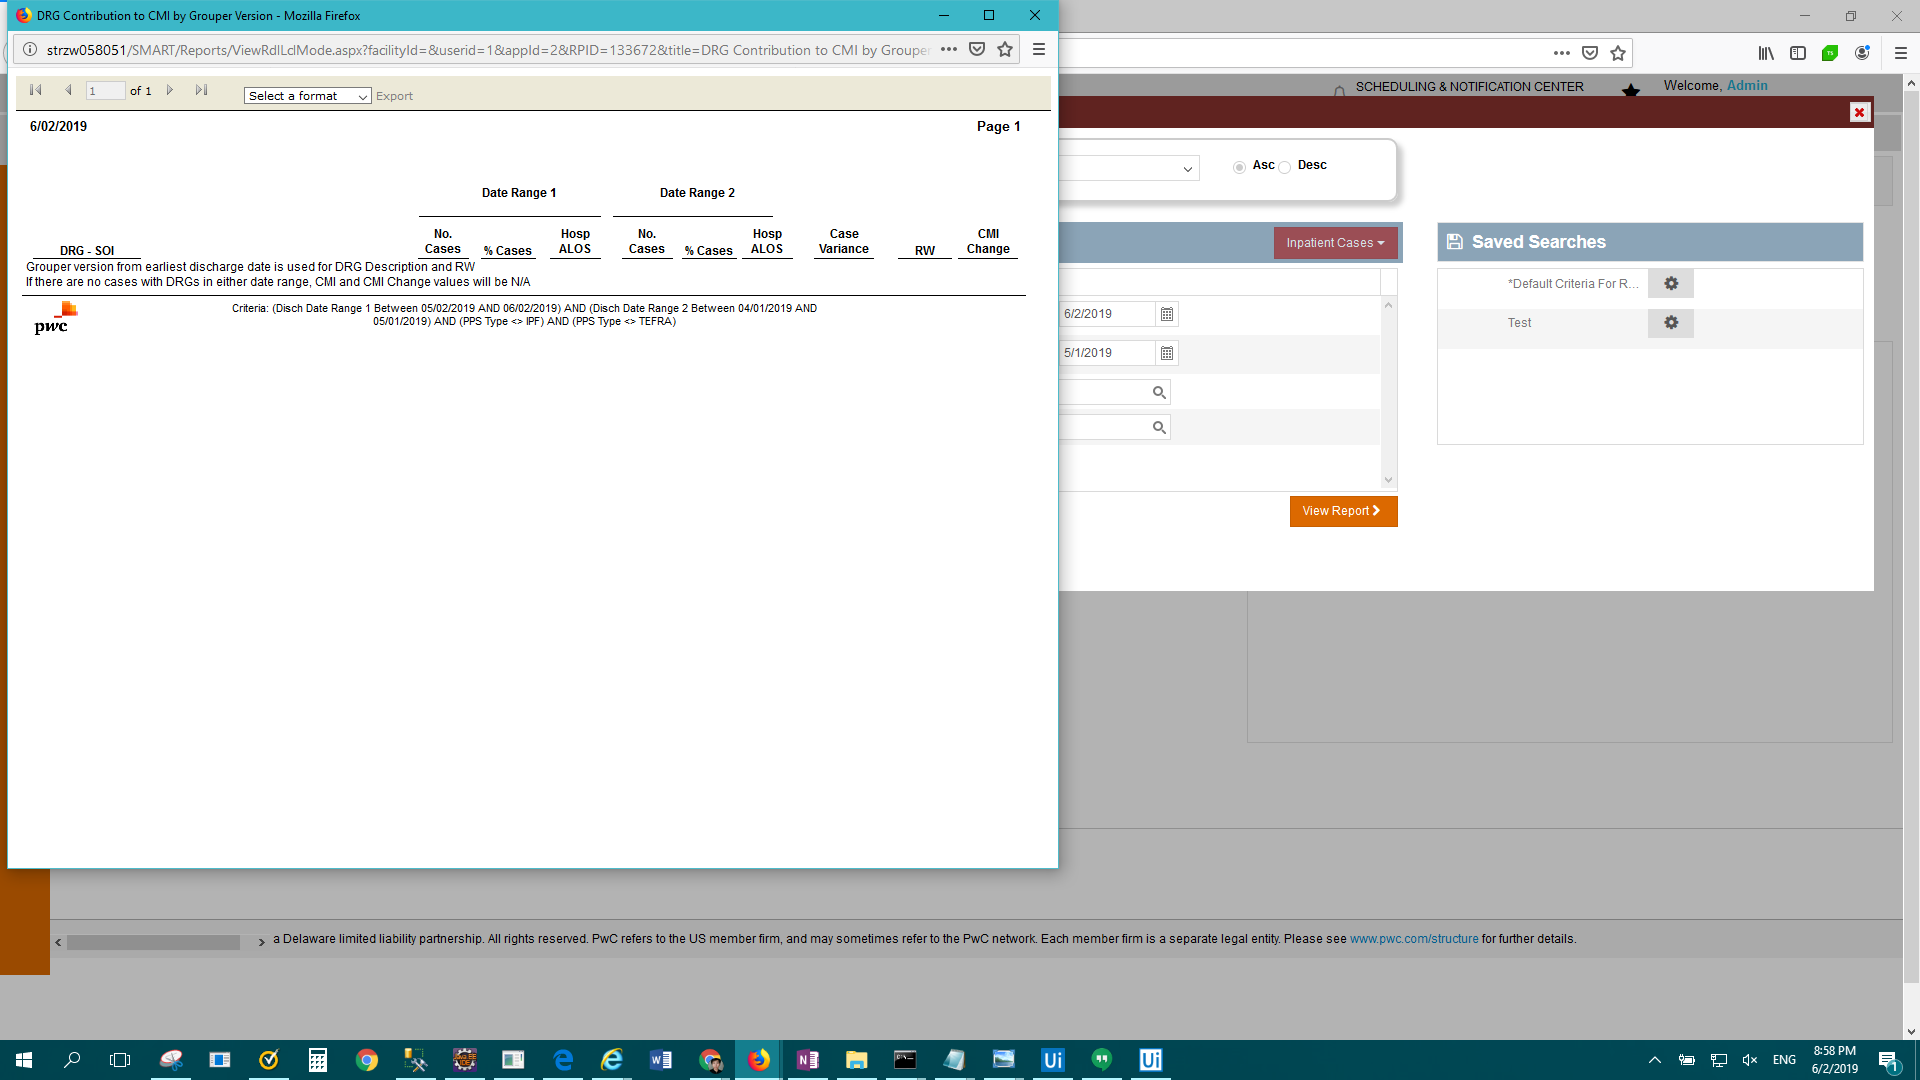 DRG Contribution to CMI by Grouper Version - Mozilla Firefox
strzw058051/SMART/Reports/ViewRdlLclMode.aspx?facilityId=&userid=1&appId=2&RPID=133672&title=DRG Contribution to CMI by Grouper
1 of 1
Select a format
Export
6/02/2019
Page 1
Date Range 1
Date Range 2
DRG - SOI
No. Cases
% Cases
Hosp ALOS
No. Cases
% Cases
Hosp ALOS
Case Variance
RW
CMI Change
Grouper version from earliest discharge date is used for DRG Description and RW
If there are no cases with DRGs in either date range, CMI and CMI Change values will be N/A
pwc
Criteria: (Disch Date Range 1 Between 05/02/2019 AND 06/02/2019) AND (Disch Date Range 2 Between 04/01/2019 AND
05/01/2019) AND (PPS Type <> IPF) AND (PPS Type <> TEFRA)
SCHEDULING & NOTIFICATION CENTER
Welcome, Admin
Asc
Desc
Inpatient Cases
Saved Searches
*Default Criteria For R...
Test
6/2/2019
5/1/2019
View Report
a Delaware limited liability partnership. All rights reserved. PwC refers to the US member firm, and may sometimes refer to the PwC network. Each member firm is a separate legal entity. Please see www.pwc.com/structure for further details.
ENG
8:58 PM
6/2/2019
1